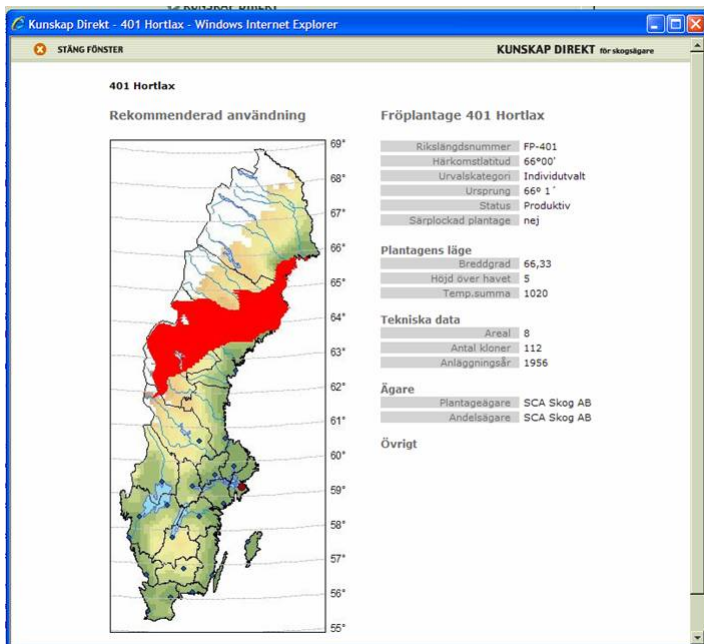 KUNSKAP DIREKT
Kunskap Direkt - 401 Hortlax - Windows Internet Explorer
STÄNG FÖNSTER
KUNSKAP DIREKT för skogsägare
401 Hortlax
Rekommenderad användning
69°
68°
67°
66°
65°
64°
63°
62°
61°
60°
59°
58°
57°
56°
55°
Fröplantage 401 Hortlax
Rikslängdsnummer FP-401
Härkomstlatitud 66°00'
Urvalskategori Individutvalt
Ursprung 66º 1´
Status Produktiv
Särplockad plantage nej
Plantagens läge
Breddgrad 66,33
Höjd över havet 5
Temp.summa 1020
Tekniska data
Areal 8
Antal kloner 112
Anläggningsår 1956
Ägare
Plantageägare SCA Skog AB
Andelsägare SCA Skog AB
Övrigt